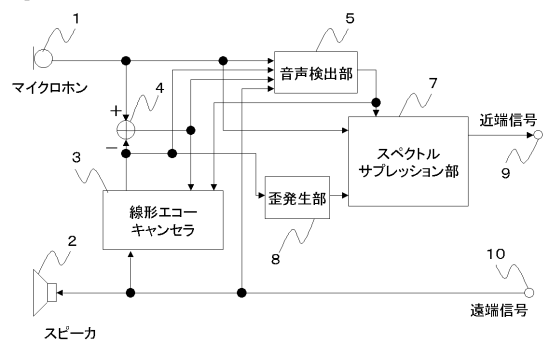 1
5
音声検出部
マイクロホン
4
7
+
−
スペクトル
サプレッション部
近端信号
9
3
線形エコー
キャンセラ
歪発生部
8
2
10
遠端信号
スピーカ